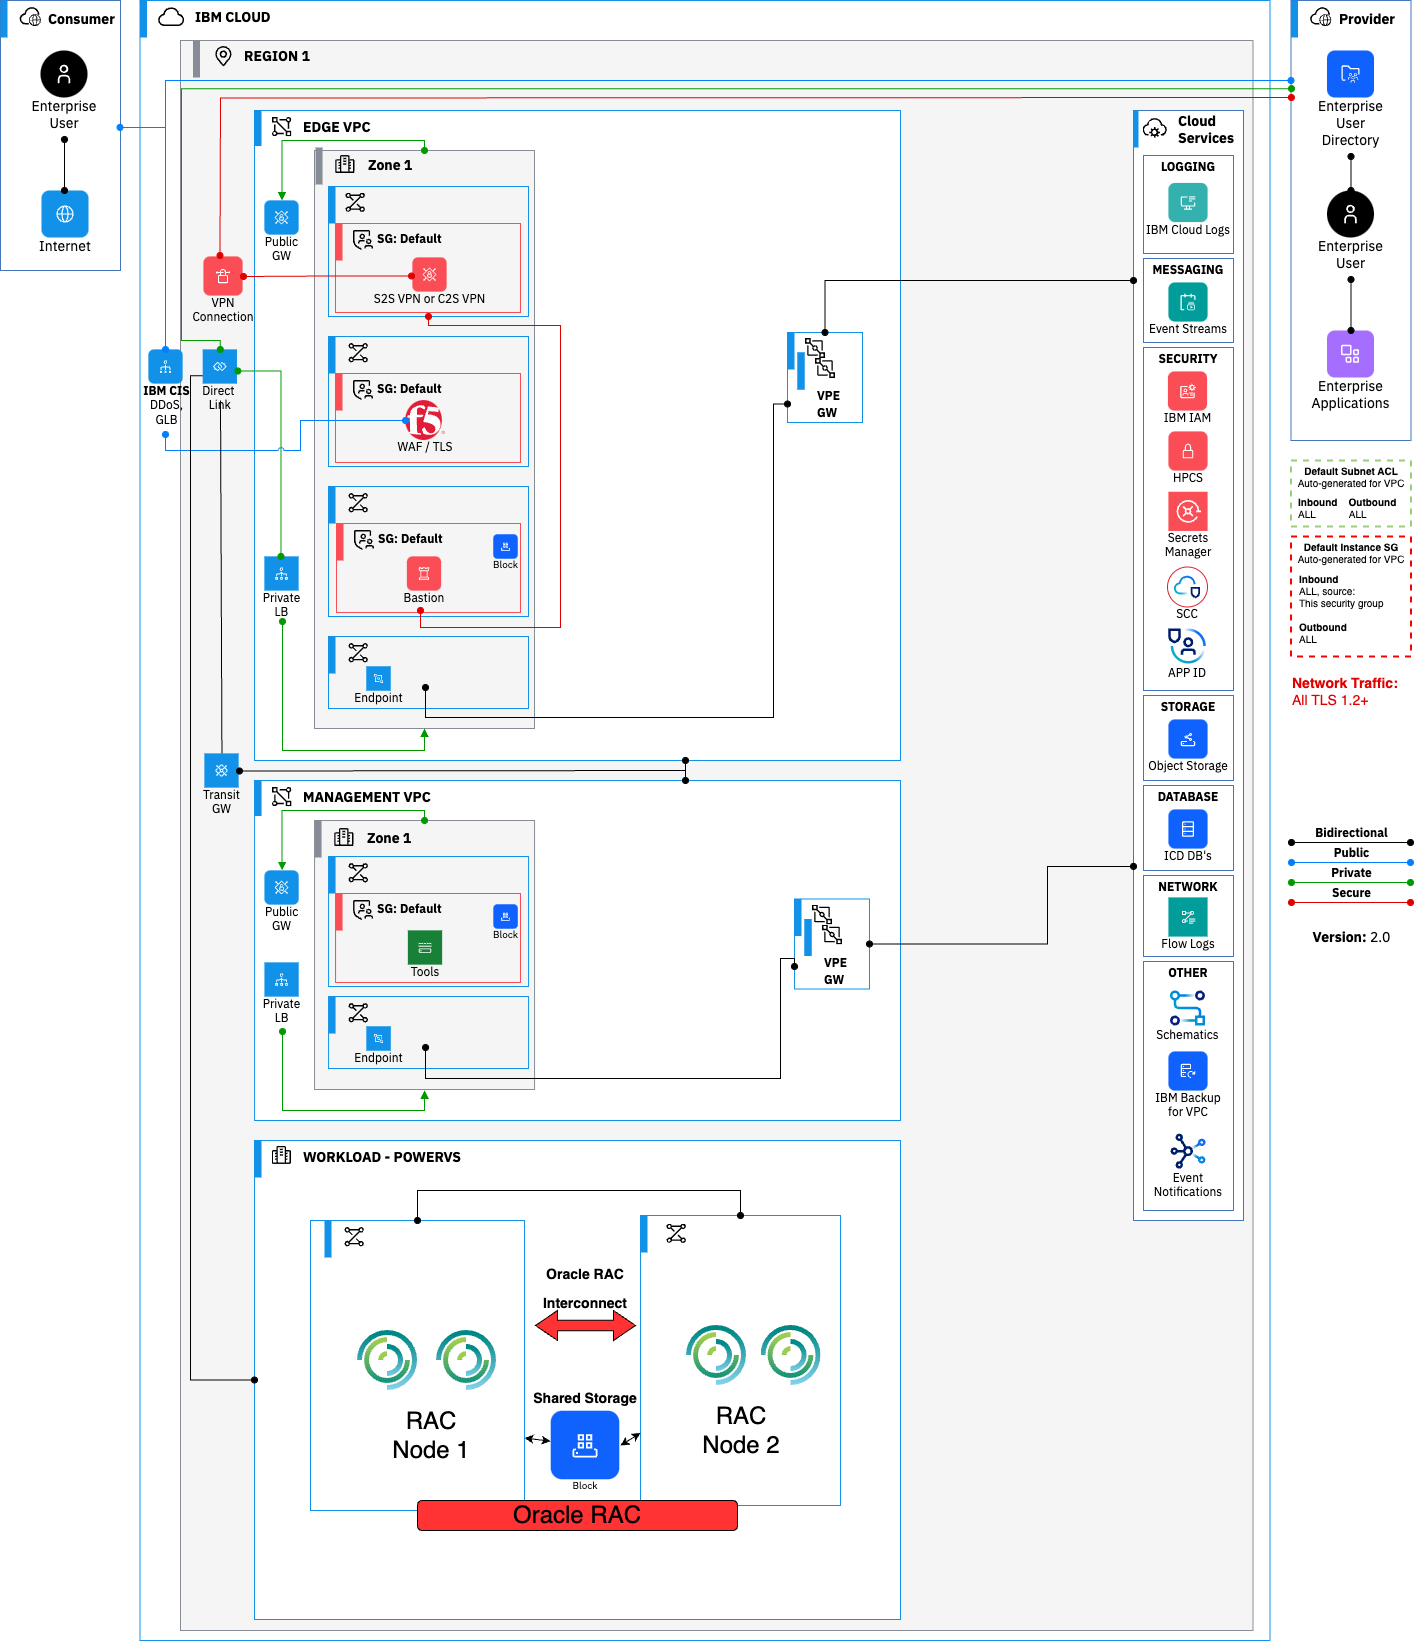 Consumer
Enterprise
User
Internet
IBM CLOUD
REGION 1
EDGE VPC
Zone 1
Public
GW
SG: Default
S2S VPN or C2S VPN
VPN
Connection
IBM CIS
DDoS,
GLB
Direct
Link
SG: Default
f5
WAF / TLS
SG: Default
Block
Bastion
Private
LB
Endpoint
VPE
GW
Transit
GW
MANAGEMENT VPC
Zone 1
Public
GW
SG: Default
Block
Tools
Private
LB
Endpoint
VPE
GW
WORKLOAD - POWERVS
Oracle RAC
Interconnect
RAC
Node 1
RAC
Node 2
Shared Storage
Block
Oracle RAC
Cloud
Services
LOGGING
IBM Cloud Logs
MESSAGING
Event Streams
SECURITY
IBM IAM
HPCS
Secrets
Manager
SCC
APP ID
STORAGE
Object Storage
DATABASE
ICD DB's
NETWORK
Flow Logs
OTHER
Schematics
IBM Backup
for VPC
Event
Notifications
Provider
Enterprise
User
Directory
Enterprise
User
Enterprise
Applications
Default Subnet ACL
Auto-generated for VPC
Inbound Outbound
ALL ALL
Default Instance SG
Auto-generated for VPC
Inbound
ALL, source:
This security group
Outbound
ALL
Network Traffic:
All TLS 1.2+
Bidirectional
Public
Private
Secure
Version: 2.0